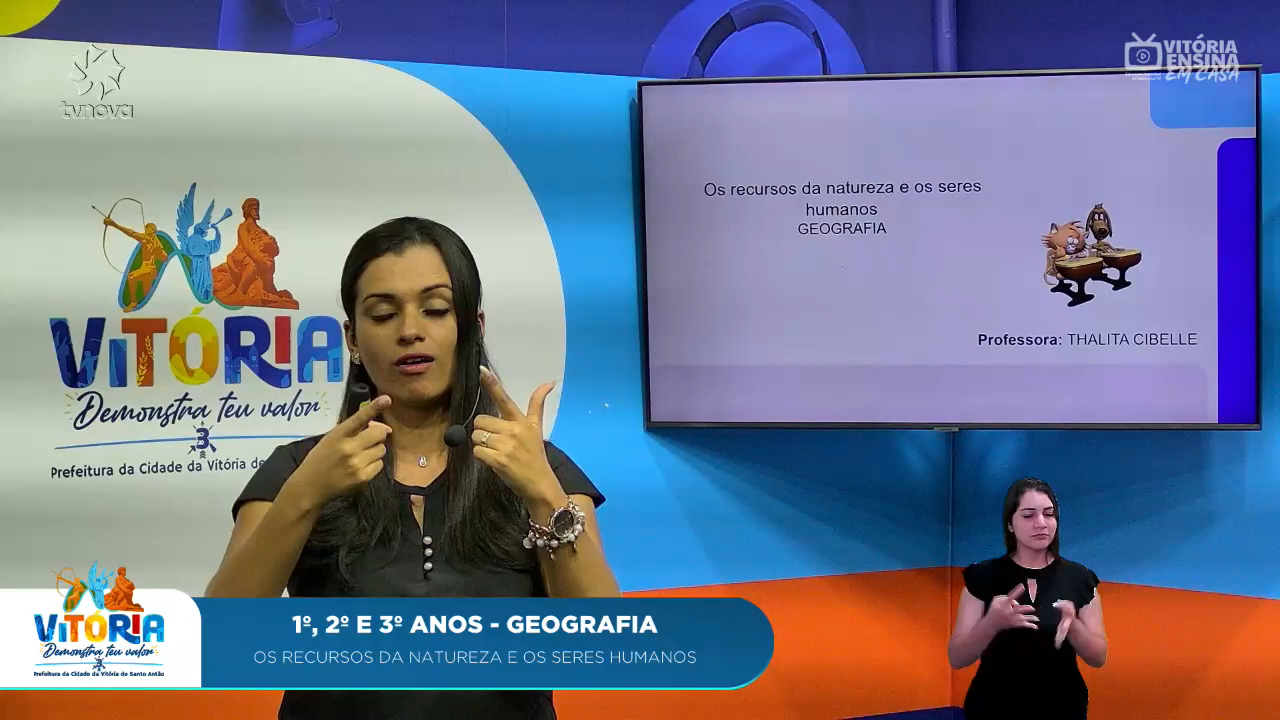 tvnova
VITÓRIA
ENSINA
EM CASA
Os recursos da natureza e os seres
humanos
GEOGRAFIA
Professora: THALITA CIBELLE
VITÓRIA
Demonstra teu valor
3
Prefeitura da Cidade da Vitória de
VITÓRIA
Demonstra teu valor
3
Prefeitura da Cidade da Vitória de Santo Antão
1º, 2º E 3º ANOS - GEOGRAFIA
OS RECURSOS DA NATUREZA E OS SERES HUMANOS